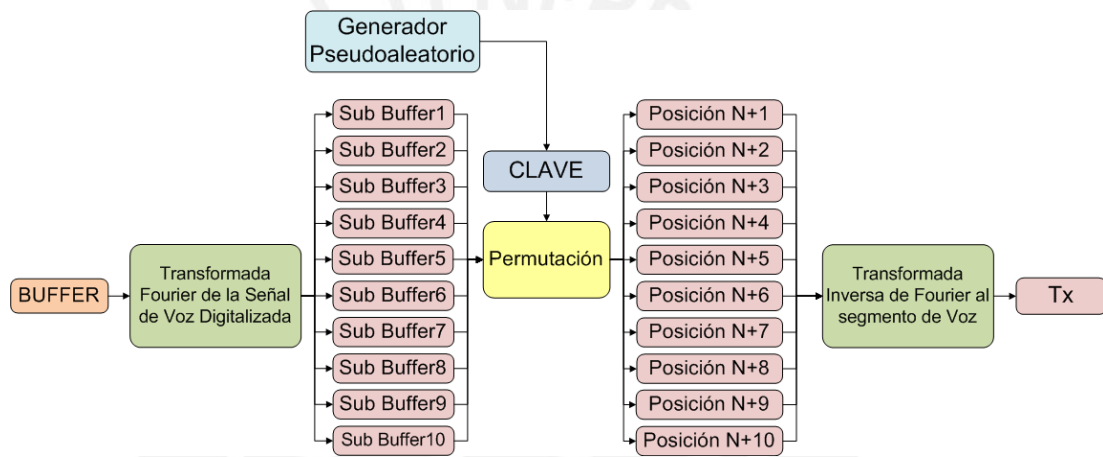 Generador
Pseudoaleatorio
Sub Buffer1
Sub Buffer2
Sub Buffer3
Sub Buffer4
Sub Buffer5
Sub Buffer6
Sub Buffer7
Sub Buffer8
Sub Buffer9
Sub Buffer10
CLAVE
Permutación
Posición N+1
Posición N+2
Posición N+3
Posición N+4
Posición N+5
Posición N+6
Posición N+7
Posición N+8
Posición N+9
Posición N+10
BUFFER
Transformada
Fourier de la Señal
de Voz Digitalizada
Transformada
Inversa de Fourier al
segmento de Voz
Tx